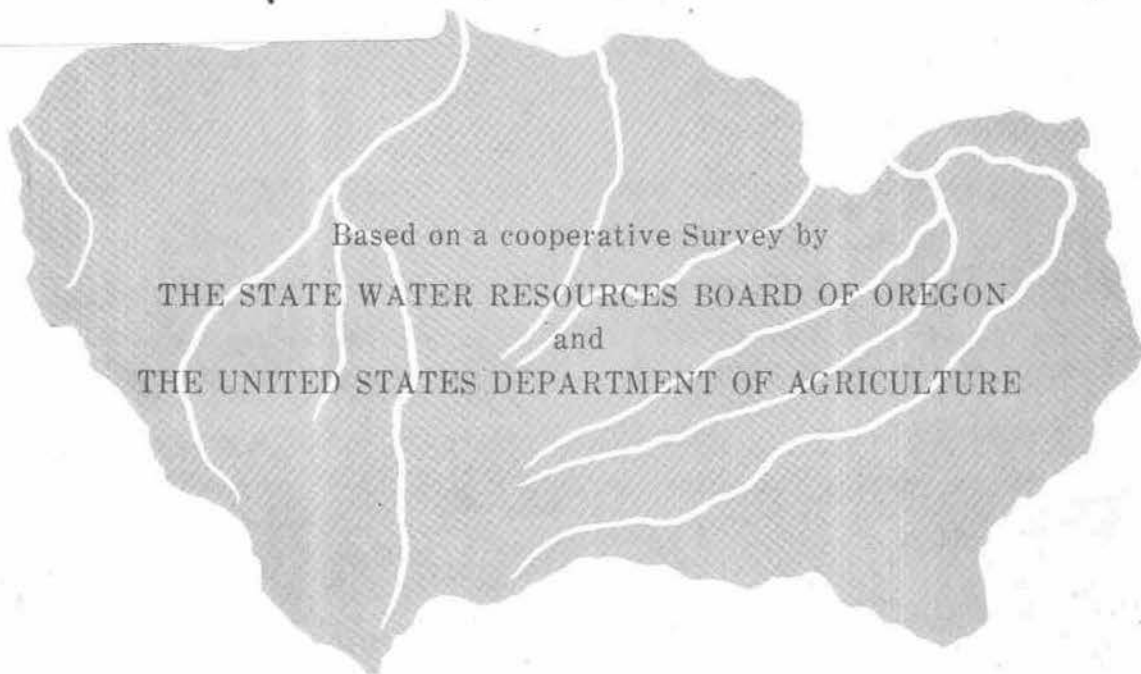 Based on a cooperative Survey by
THE STATE WATER RESOURCES BOARD OF OREGON
and
THE UNITED STATES DEPARTMENT OF AGRICULTURE